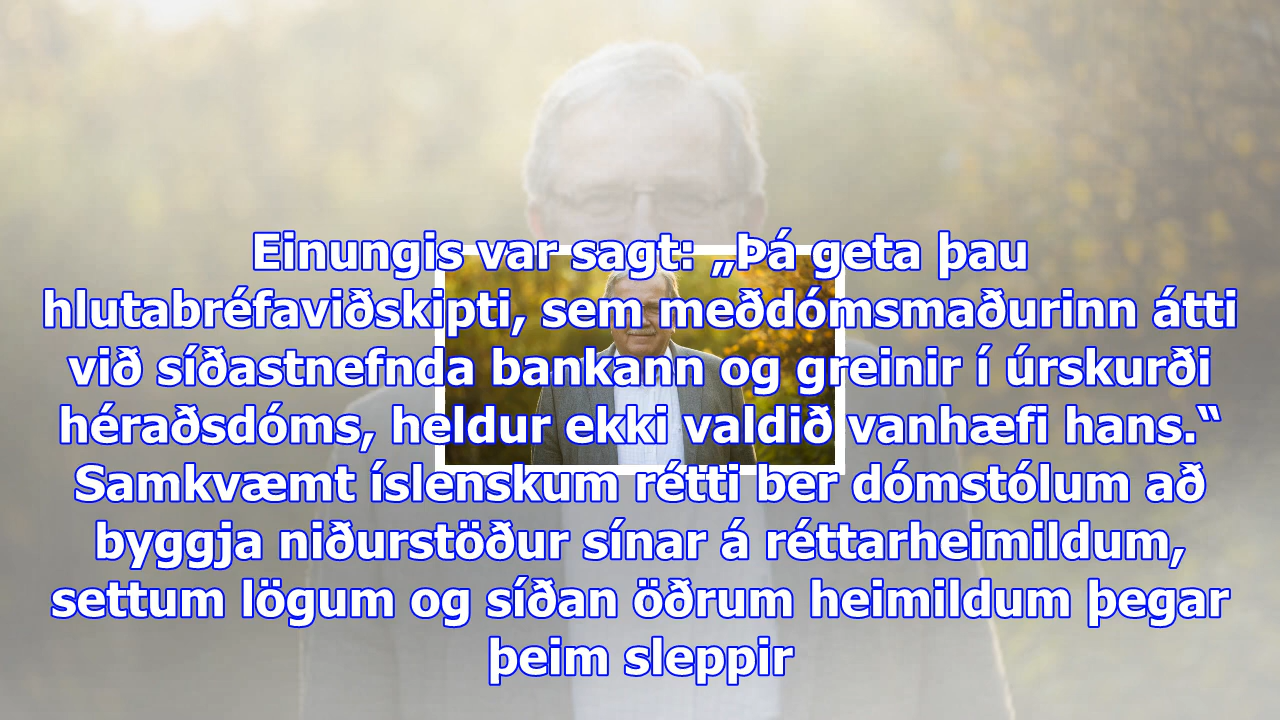 Einungis var sagt: „Þá geta þau
hlutabréfaviðskipti, sem meðdómsmaðurinn átti
við síðastnefnda bankann og greinir í úrskurði
héraðsdóms, heldur ekki valdið vanhæfi hans.“
Samkvæmt íslenskum rétti ber dómstólum að
byggja niðurstöður sínar á réttarheimildum,
settum lögum og síðan öðrum heimildum þegar
þeim sleppir